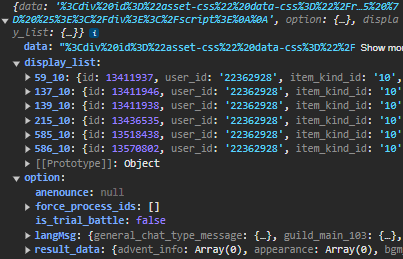 {data: '%3Cdiv%20id%3D%22asset-css%22%20data-css%3D%22%2Fr…5%20%7
D%20%25%3E%3C%2Fdiv%3E%3C%2Fscript%3E%0A%0A', option: {…}, displa
y_list: {…}} i
data: "%3Cdiv%20id%3D%22asset-css%22%20data-css%3D%22%2F Show mor
display_list:
59_10: {id: 13411937, user_id: '22362928', item_kind_id: '10',
137_10: {id: 13411946, user_id: '22362928', item_kind_id: '10'
139_10: {id: 13411938, user_id: '22362928', item_kind_id: '10'
215_10: {id: 13436535, user_id: '22362928', item_kind_id: '10'
585_10: {id: 13518438, user_id: '22362928', item_kind_id: '10'
586_10: {id: 13570802, user_id: '22362928', item_kind_id: '10'
[[Prototype]]: Object
option:
anenounce: null
force_process_ids: []
is_trial_battle: false
langMsg: {general_chat_type_message: {…}, guild_main_103: {…},
result_data: {advent_info: Array(0), appearance: Array(0), bgm